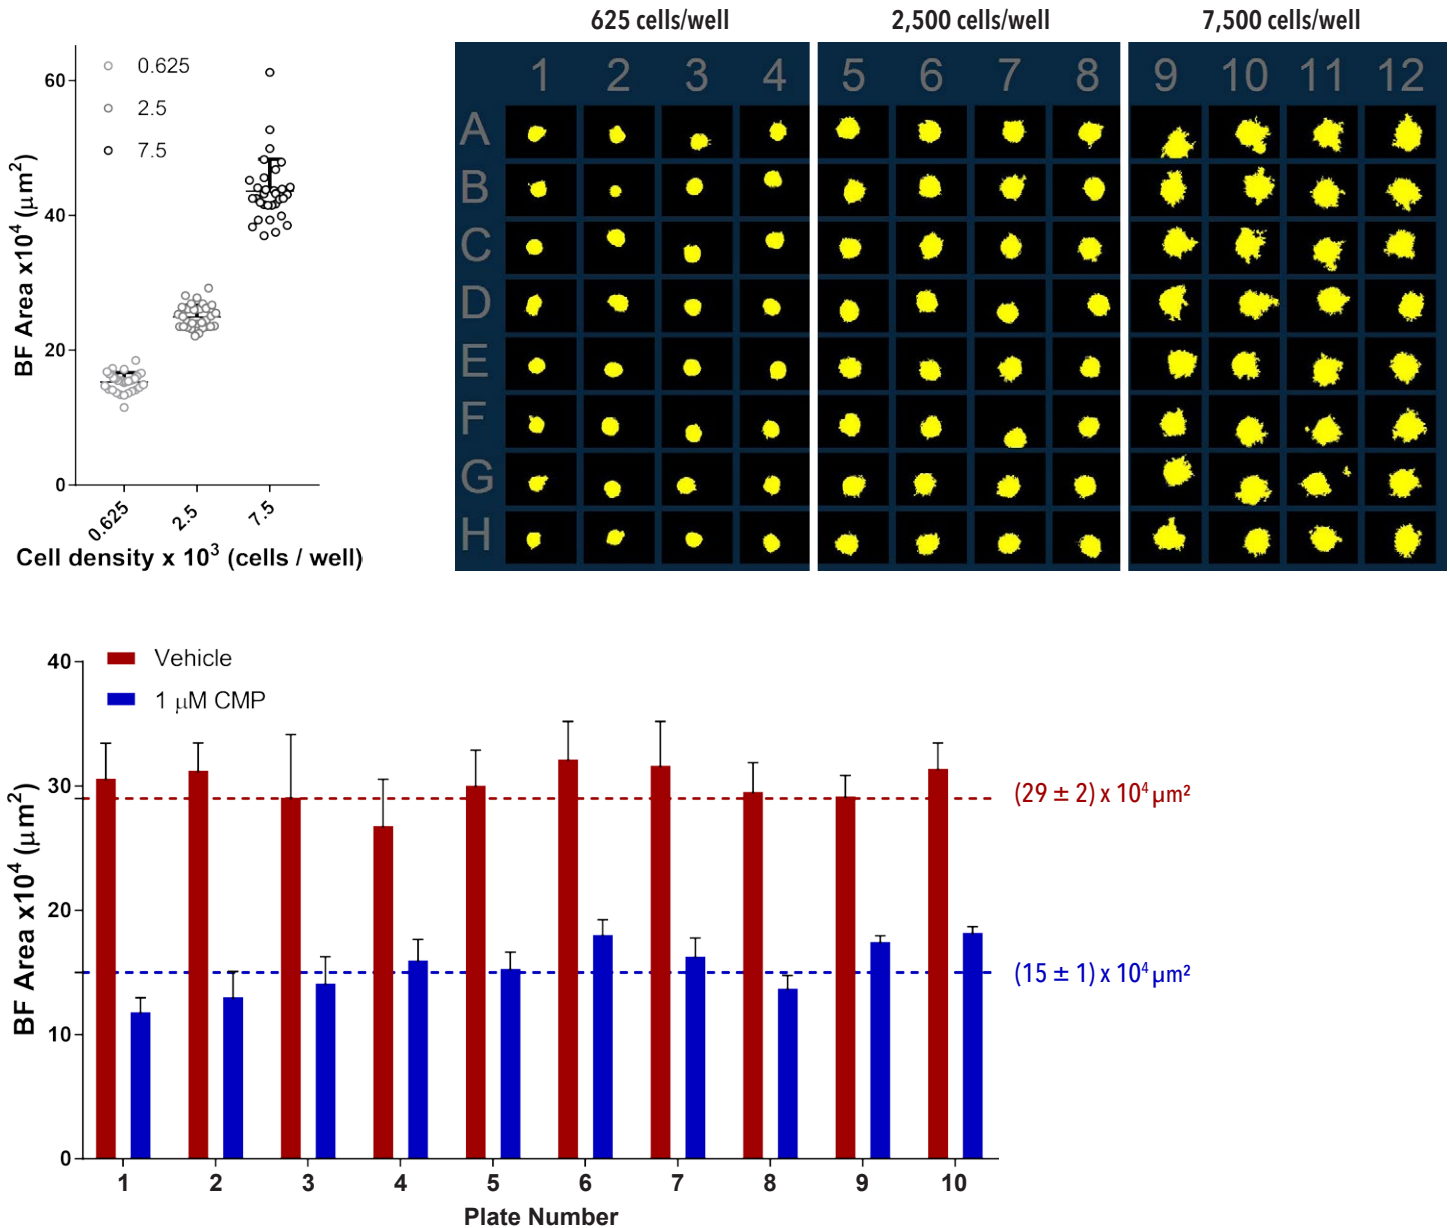 625 cells/well
2,500 cells/well
7,500 cells/well
0.625
2.5
7.5
60
40
20
0
BF Area x10⁴ (μm²)
0.625
2.5
7.5
Cell density x 10³ (cells / well)
1 2 3 4 5 6 7 8 9 10 11 12
A
B
C
D
E
F
G
H
Vehicle
1 μM CMP
40
30
20
10
0
BF Area x10⁴ (μm²)
(29 ± 2) x 10⁴ μm²
(15 ± 1) x 10⁴ μm²
1 2 3 4 5 6 7 8 9 10
Plate Number